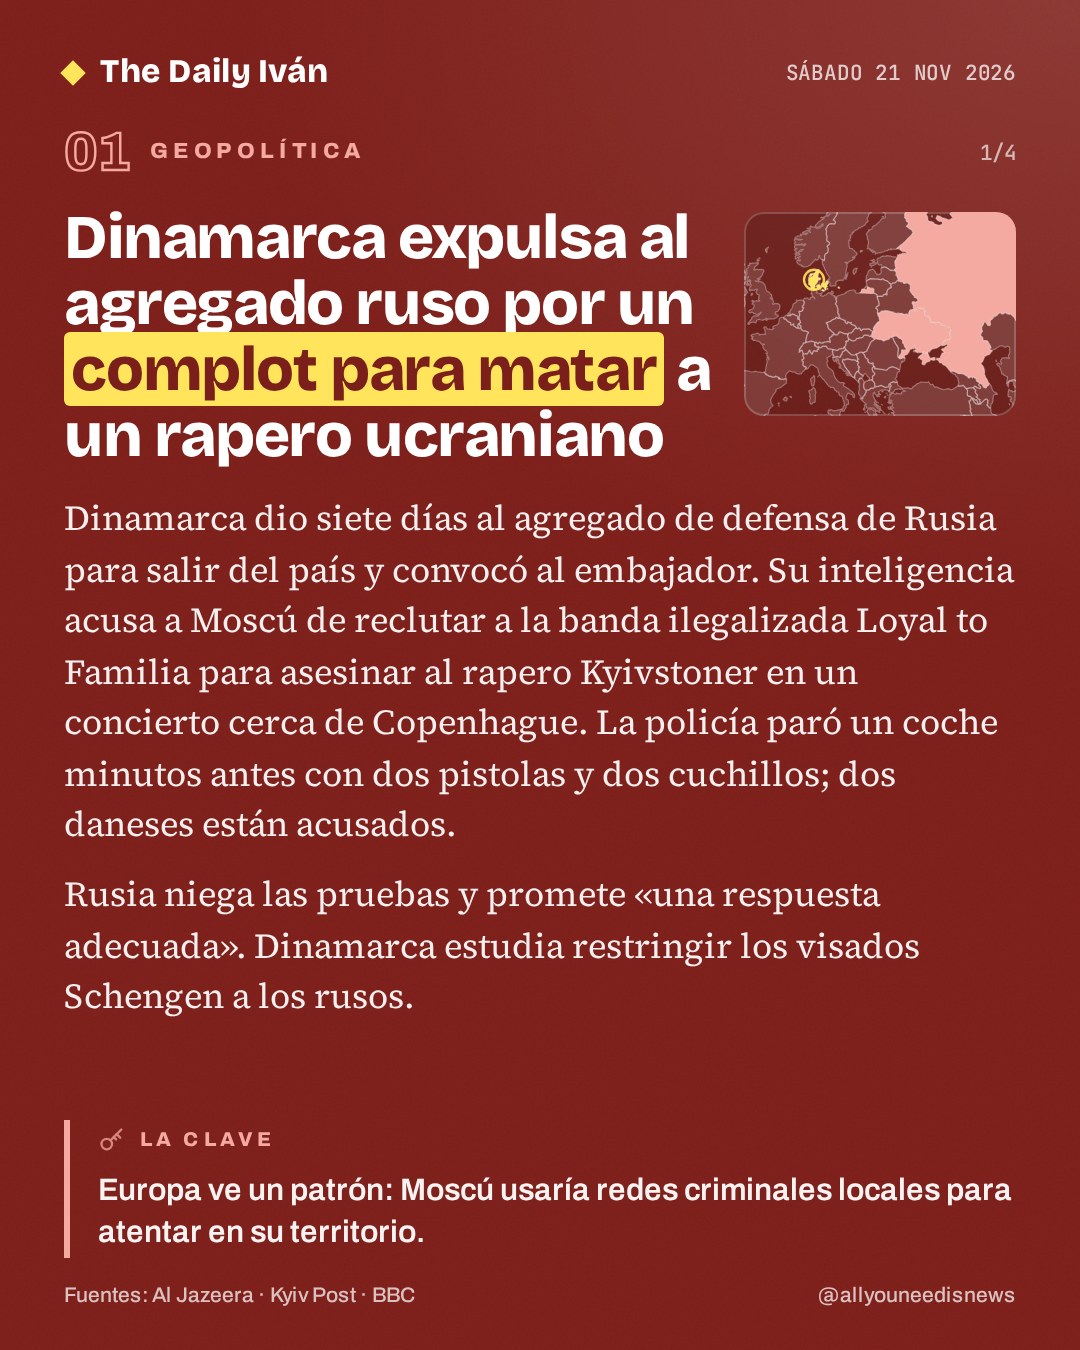 The Daily Iván
SÁBADO 21 NOV 2026
01 GEOPOLÍTICA
1/4
Dinamarca expulsa al
agregado ruso por un
complot para matar a
un rapero ucraniano
Dinamarca dio siete días al agregado de defensa de Rusia
para salir del país y convocó al embajador. Su inteligencia
acusa a Moscú de reclutar a la banda ilegalizada Loyal to
Familia para asesinar al rapero Kyivstoner en un
concierto cerca de Copenhague. La policía paró un coche
minutos antes con dos pistolas y dos cuchillos; dos
daneses están acusados.
Rusia niega las pruebas y promete «una respuesta
adecuada». Dinamarca estudia restringir los visados
Schengen a los rusos.
LA CLAVE
Europa ve un patrón: Moscú usaría redes criminales locales para
atentar en su territorio.
Fuentes: Al Jazeera · Kyiv Post · BBC
@allyouneedisnews